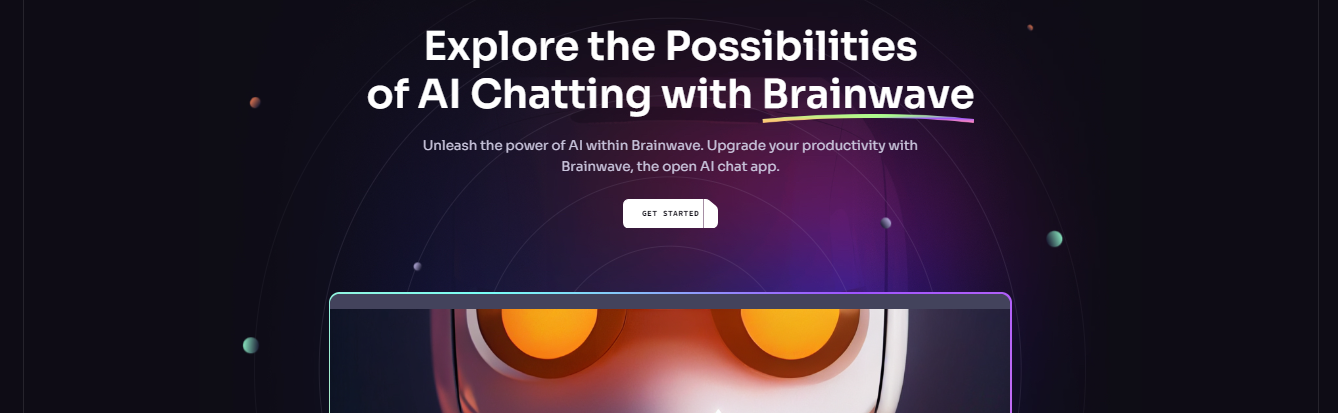 Explore the Possibilities
of AI Chatting with Brainwave
Unleash the power of AI within Brainwave. Upgrade your productivity with
Brainwave, the open AI chat app.
GET STARTED